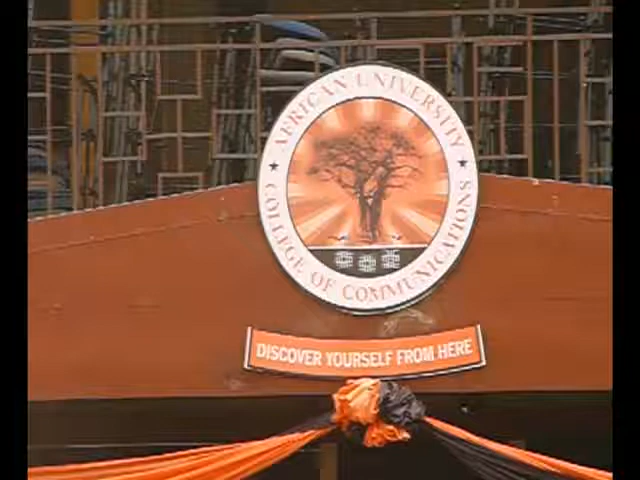 AFRICAN UNIVERSITY
COLLEGE OF COMMUNICATIONS
DISCOVER YOURSELF FROM HERE